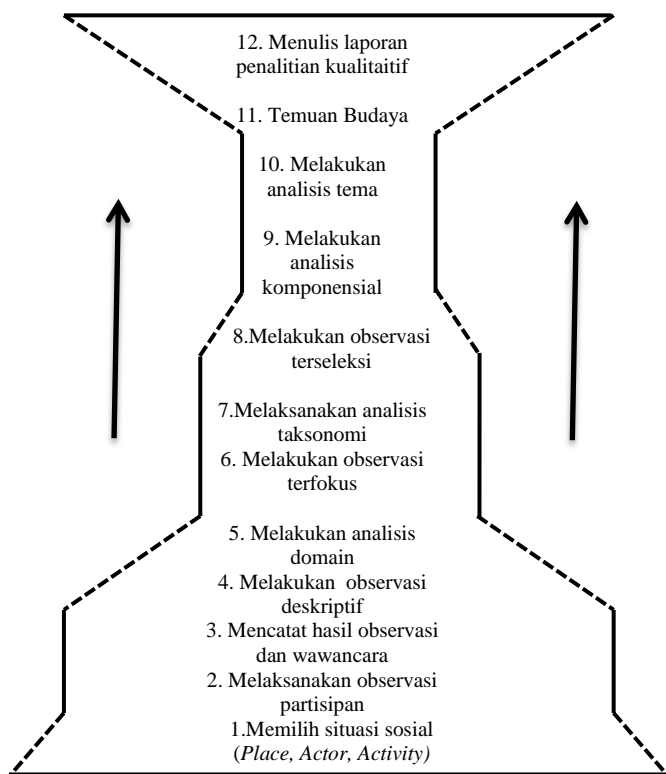 12. Menulis laporan
penalitian kualitaitif
11. Temuan Budaya
10. Melakukan
analisis tema
9. Melakukan
analisis
komponensial
8.Melakukan observasi
terseleksi
7.Melaksanakan analisis
taksonomi
6. Melakukan observasi
terfokus
5. Melakukan analisis
domain
4. Melakukan observasi
deskriptif
3. Mencatat hasil observasi
dan wawancara
2. Melaksanakan observasi
partisipan
1.Memilih situasi sosial
(Place, Actor, Activity)